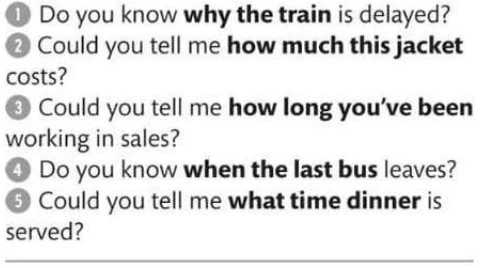 1 Do you know why the train is delayed?
2 Could you tell me how much this jacket
costs?
3 Could you tell me how long you've been
working in sales?
4 Do you know when the last bus leaves?
5 Could you tell me what time dinner is
served?